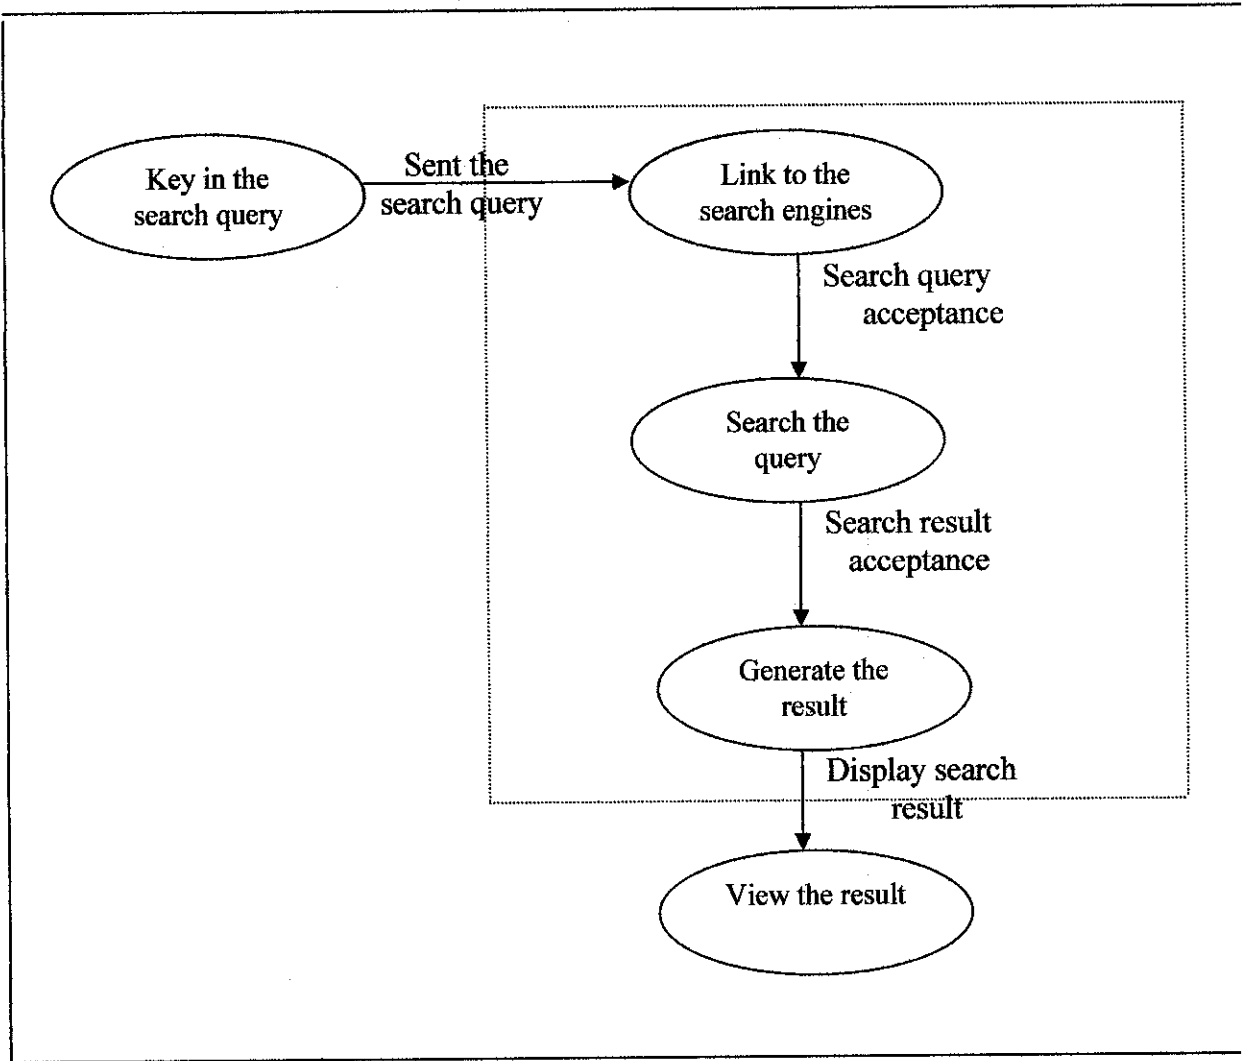 Key in the
search query
Sent the
search query
Link to the
search engines
Search query
acceptance
Search the
query
Search result
acceptance
Generate the
result
Display search
result
View the result